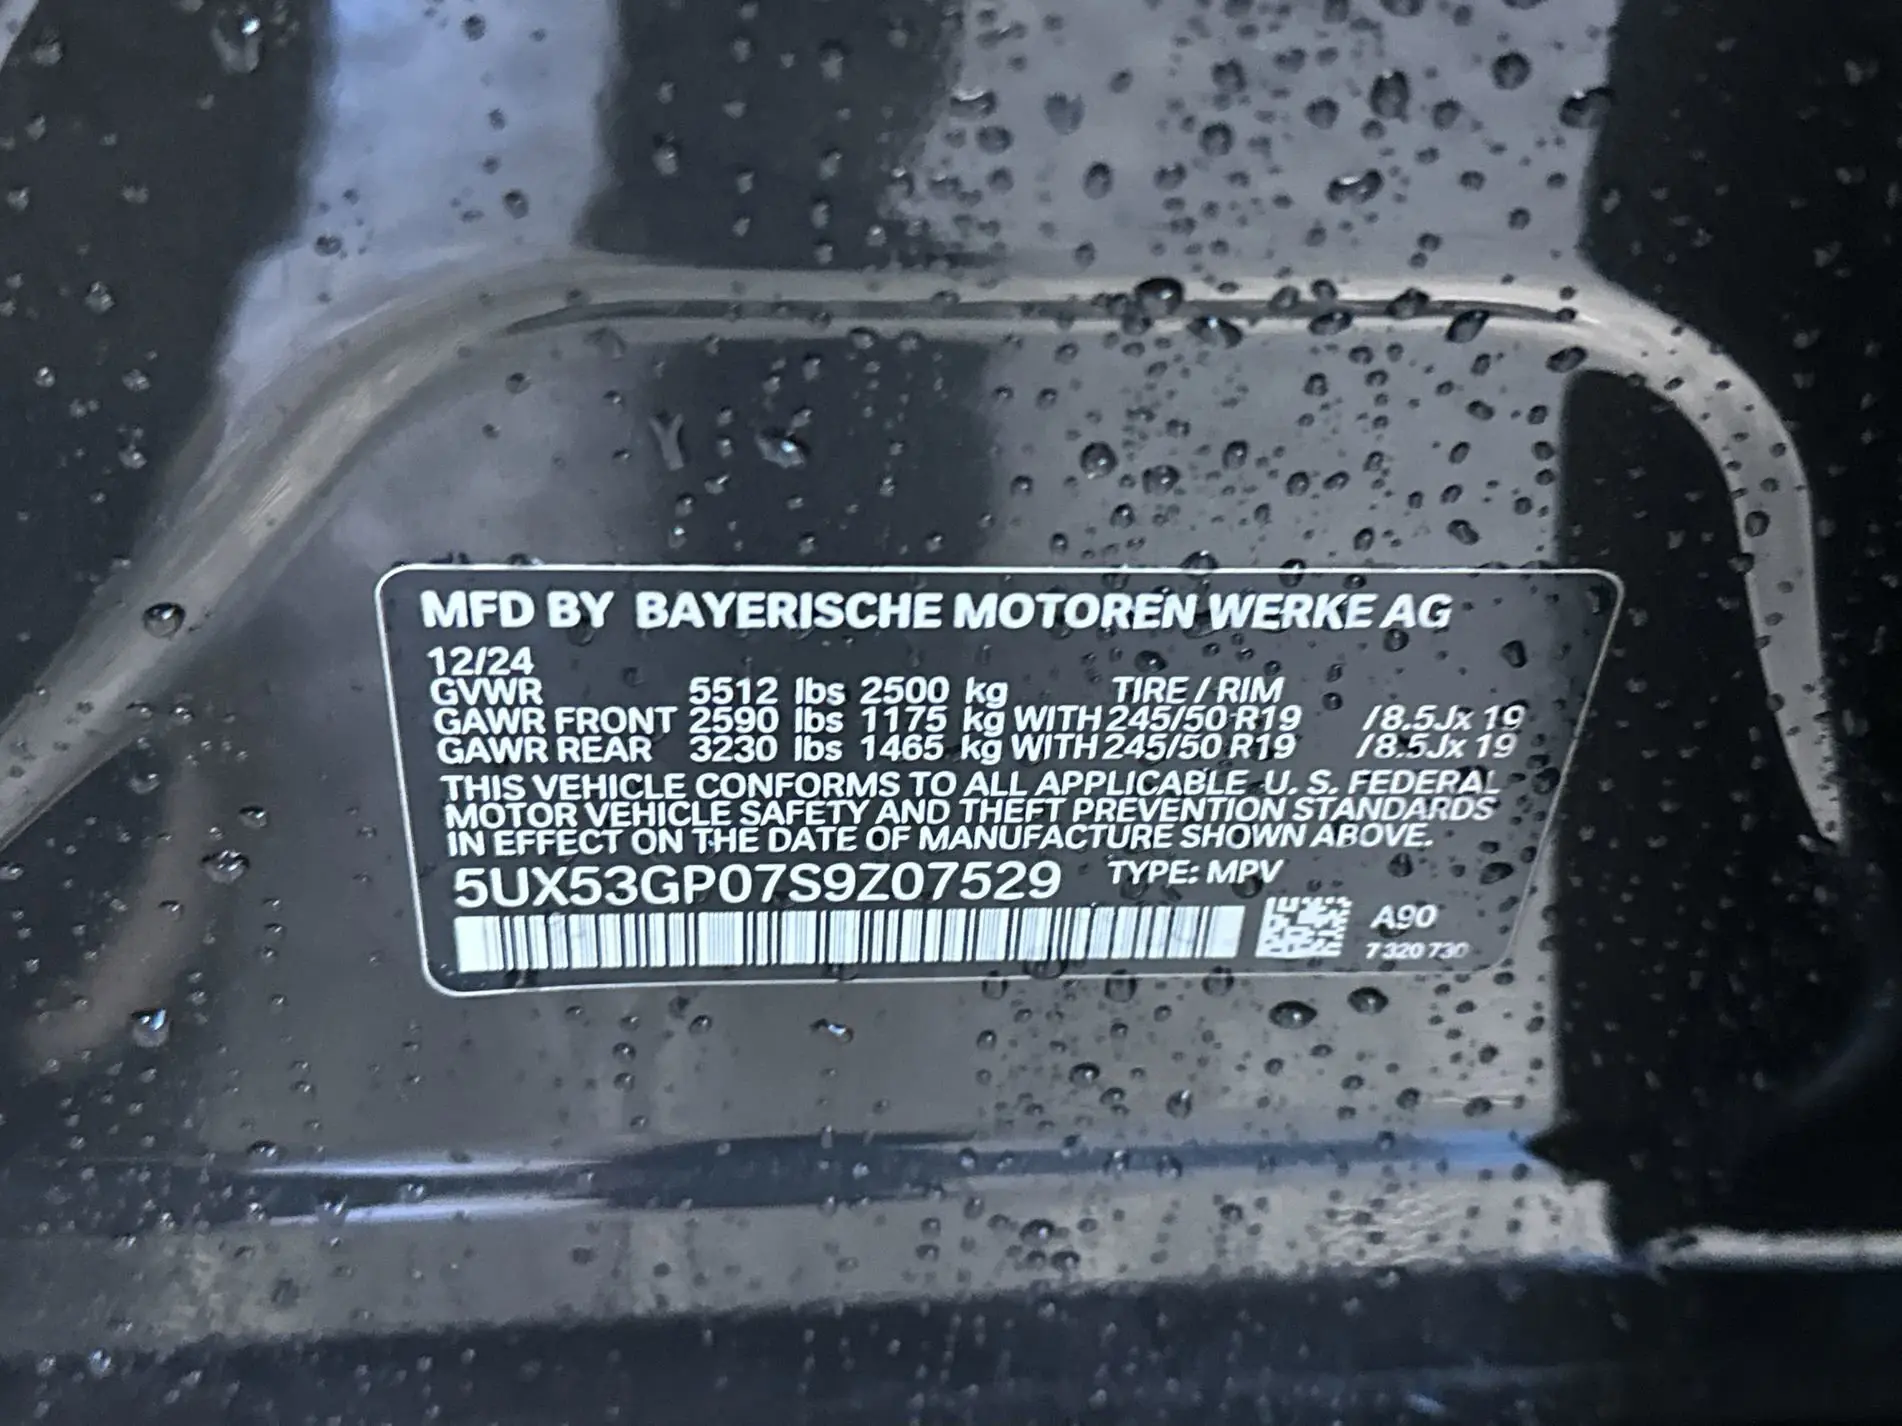 MFD BY BAYERISCHE MOTOREN WERKE AG
12/24
GVWR 5512 lbs 2500 kg TIRE / RIM
GAWR FRONT 2590 lbs 1175 kg WITH 245/50 R19 / 8.5Jx 19
GAWR REAR 3230 lbs 1465 kg WITH 245/50 R19 / 8.5Jx 19
THIS VEHICLE CONFORMS TO ALL APPLICABLE U. S. FEDERAL
MOTOR VEHICLE SAFETY AND THEFT PREVENTION STANDARDS
IN EFFECT ON THE DATE OF MANUFACTURE SHOWN ABOVE.
5UX53GP07S9Z07529 TYPE: MPV
A90
7 320 730